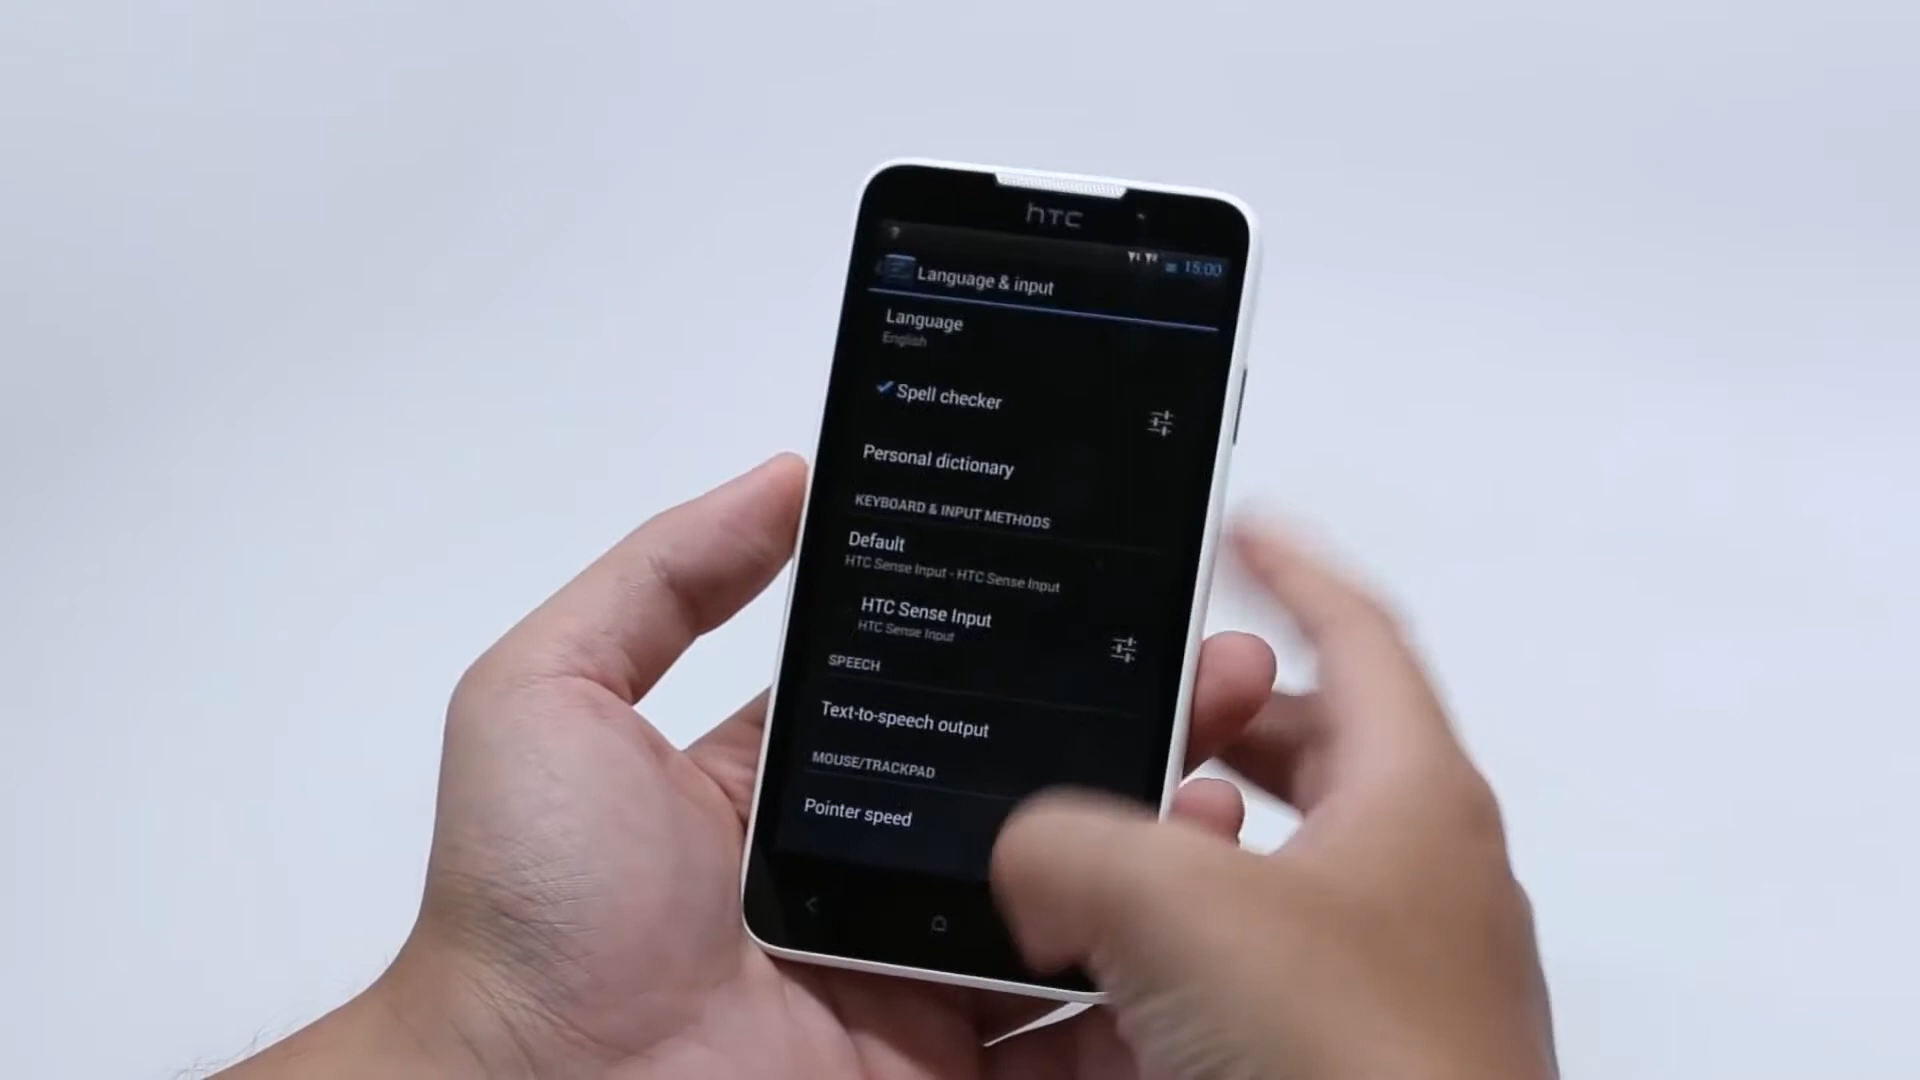 hTC
15:00
Language & input
Language
English
Spell checker
Personal dictionary
KEYBOARD & INPUT METHODS
Default
HTC Sense Input - HTC Sense Input
HTC Sense Input
HTC Sense Input
SPEECH
Text-to-speech output
MOUSE/TRACKPAD
Pointer speed